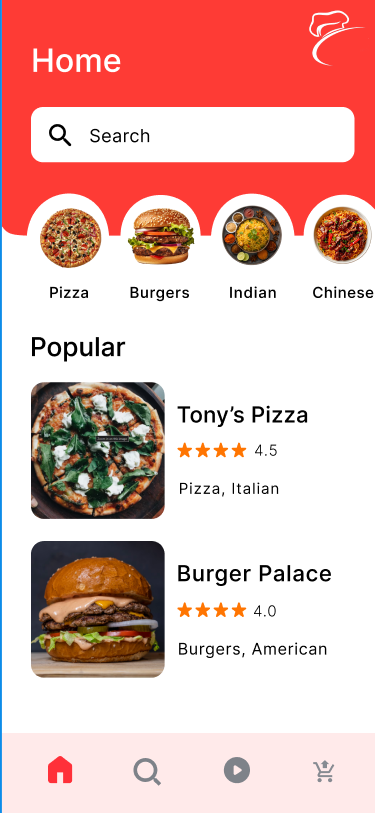 Home
Search
Pizza Burgers Indian Chinese
Popular
Tony’s Pizza
4.5
Pizza, Italian
Burger Palace
4.0
Burgers, American